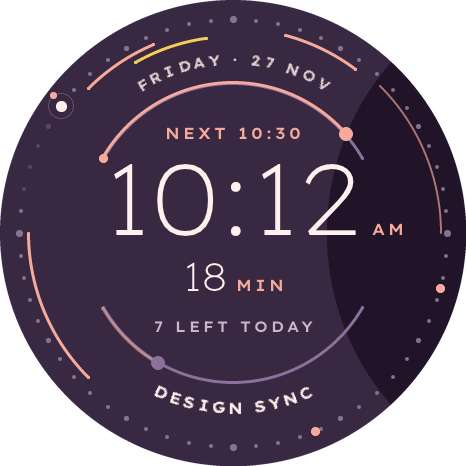 FRIDAY · 27 NOV
NEXT 10:30
10:12 AM
18 MIN
7 LEFT TODAY
DESIGN SYNC